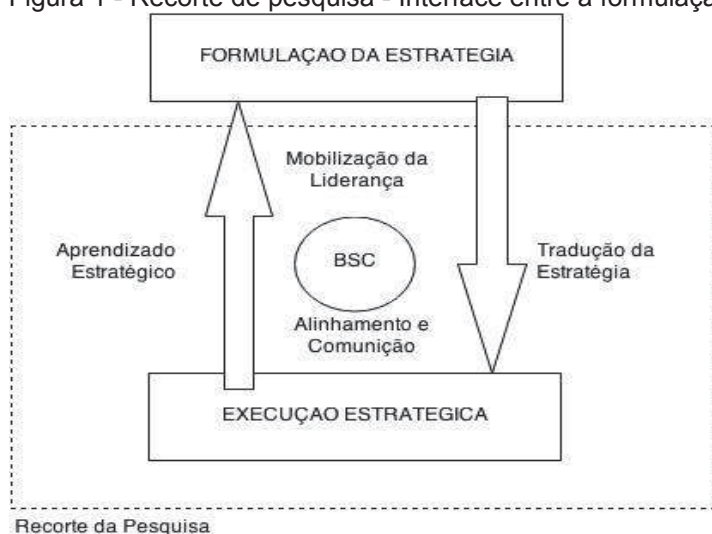 Figura 1 - Recorte de pesquisa - Interface entre a formulaçã
FORMULAÇAO DA ESTRATEGIA
Mobilização da
Liderança
Aprendizado
Estratégico
BSC
Tradução da
Estratégia
Alinhamento e
Comunição
EXECUÇAO ESTRATEGICA
Recorte da Pesquisa